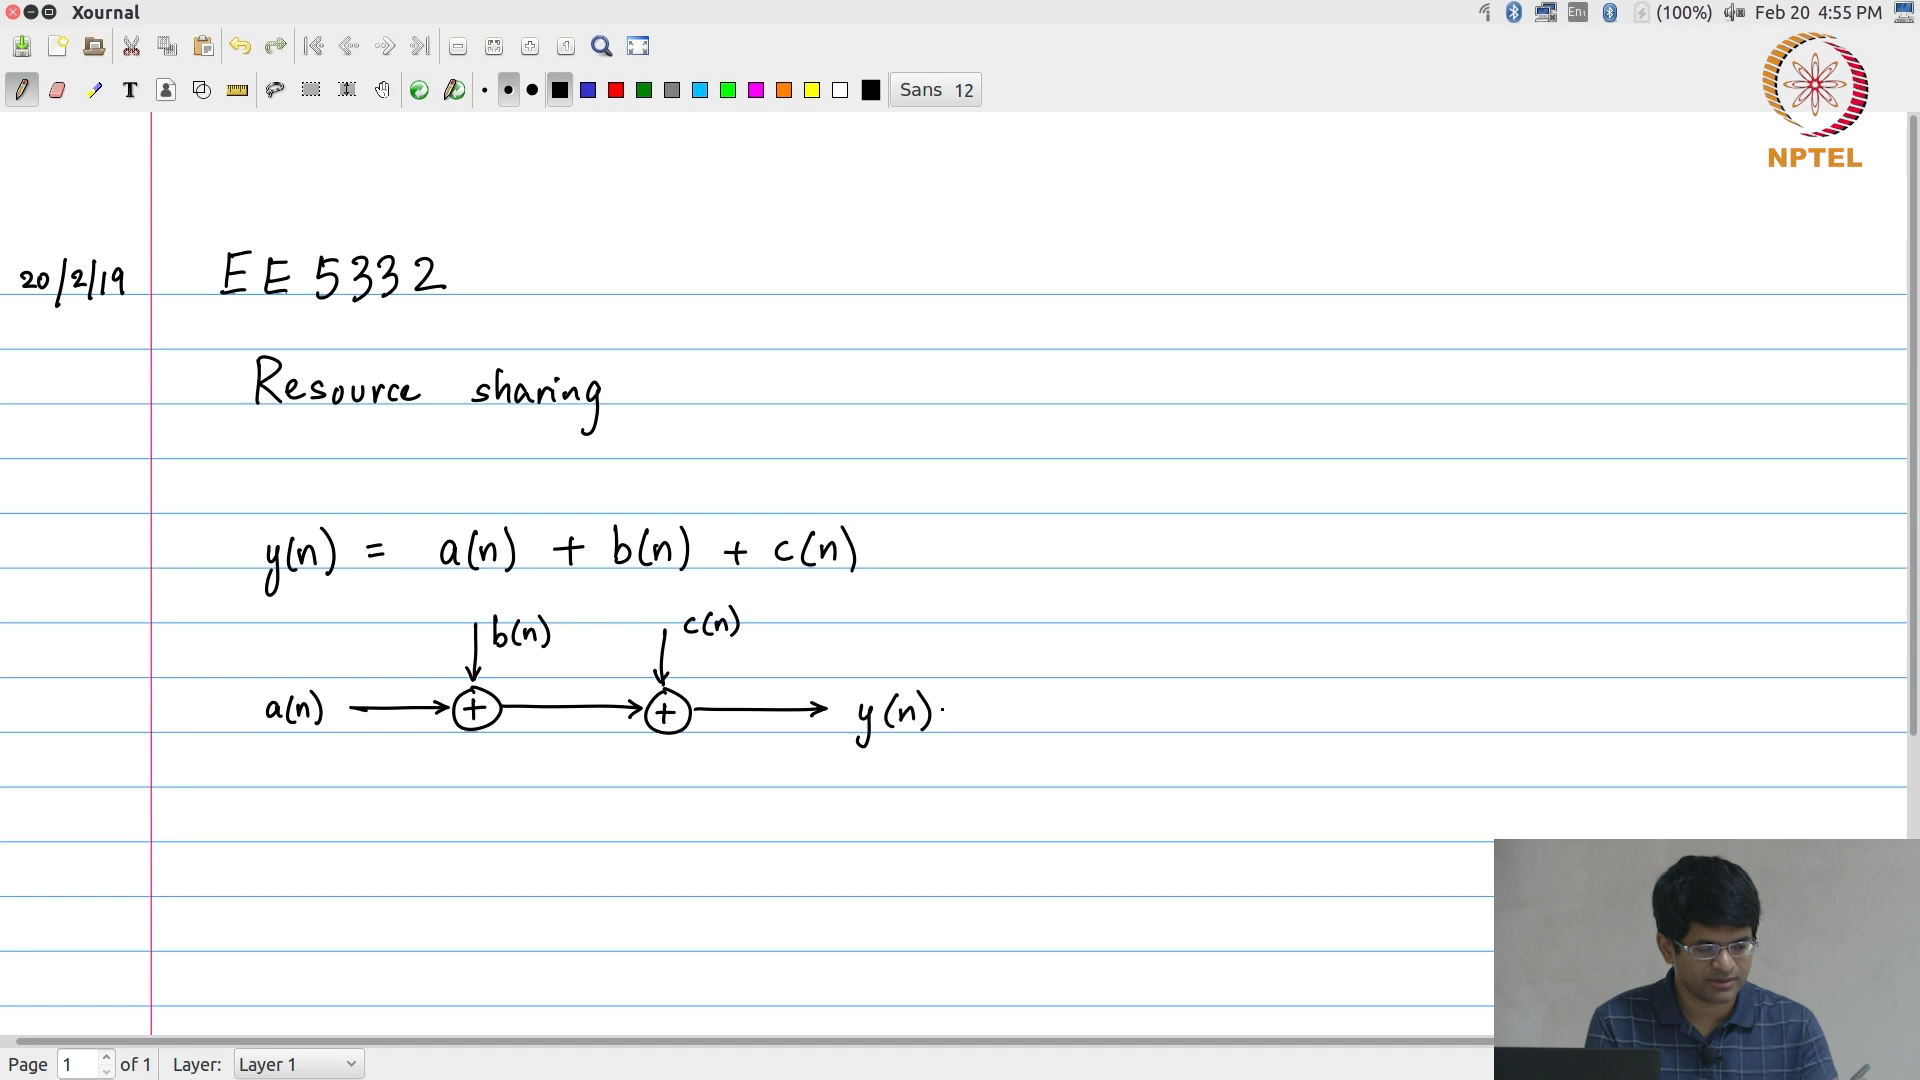 Xournal
En1
(100%)
Feb 20 4:55 PM
T
Sans 12
NPTEL
20/2/19
EE 5332
Resource sharing
y(n) = a(n) + b(n) + c(n)
b(n)
c(n)
a(n) + + y(n).
Page 1 of 1 Layer: Layer 1